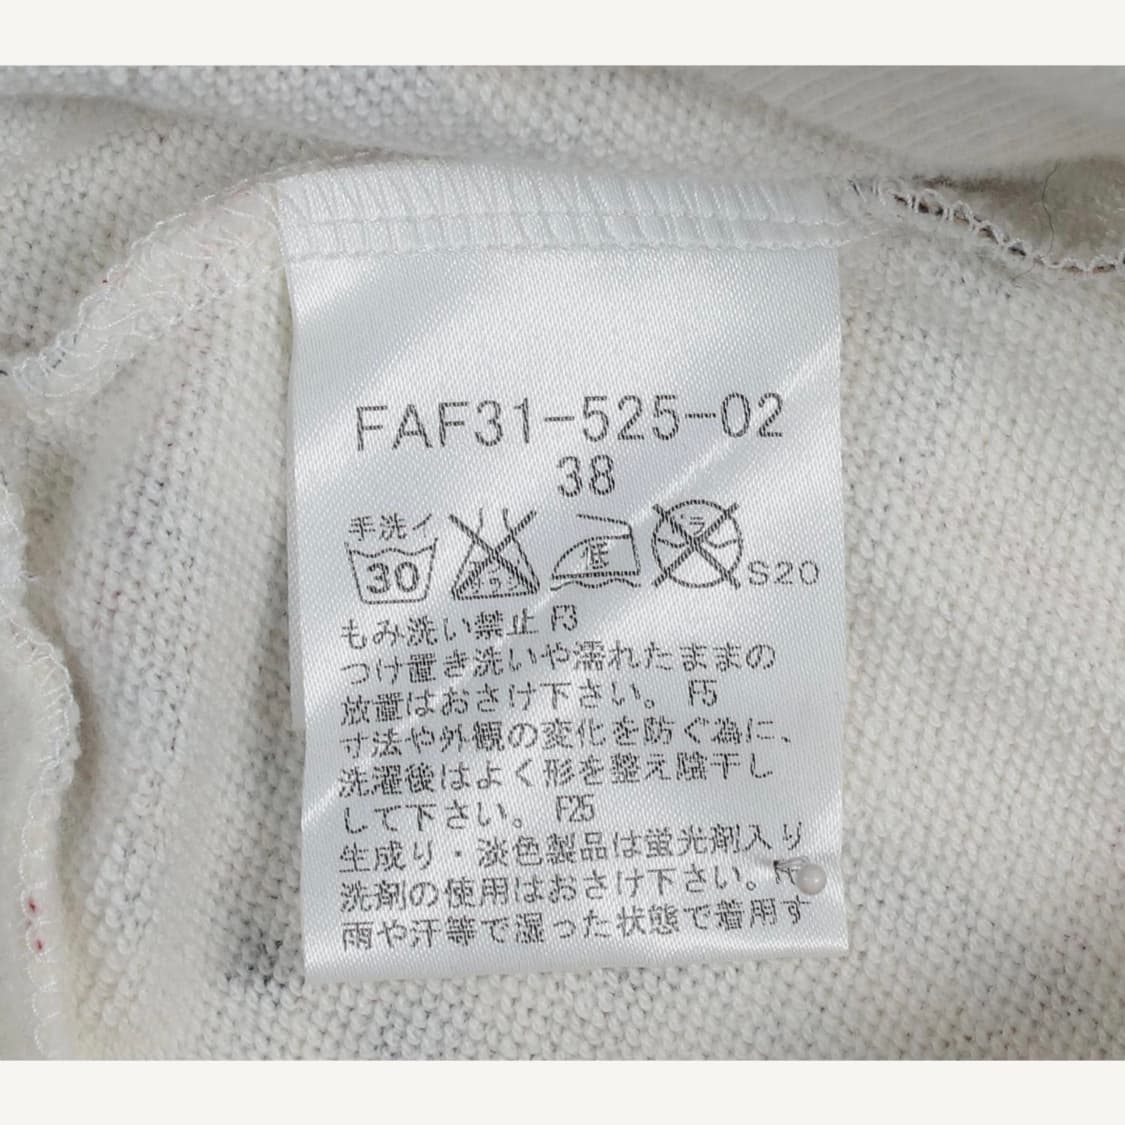 FAF31-525-02
38
手洗イ
30
低
ドライ
S20
もみ洗い禁止 F3
つけ置き洗いや濡れたままの
放置はおさけ下さい。 F5
寸法や外観の変化を防ぐ為に、
洗濯後はよく形を整え陰干し
して下さい。 F25
生成り・淡色製品は蛍光剤入り
洗剤の使用はおさけ下さい。
雨や汗等で湿った状態で着用す